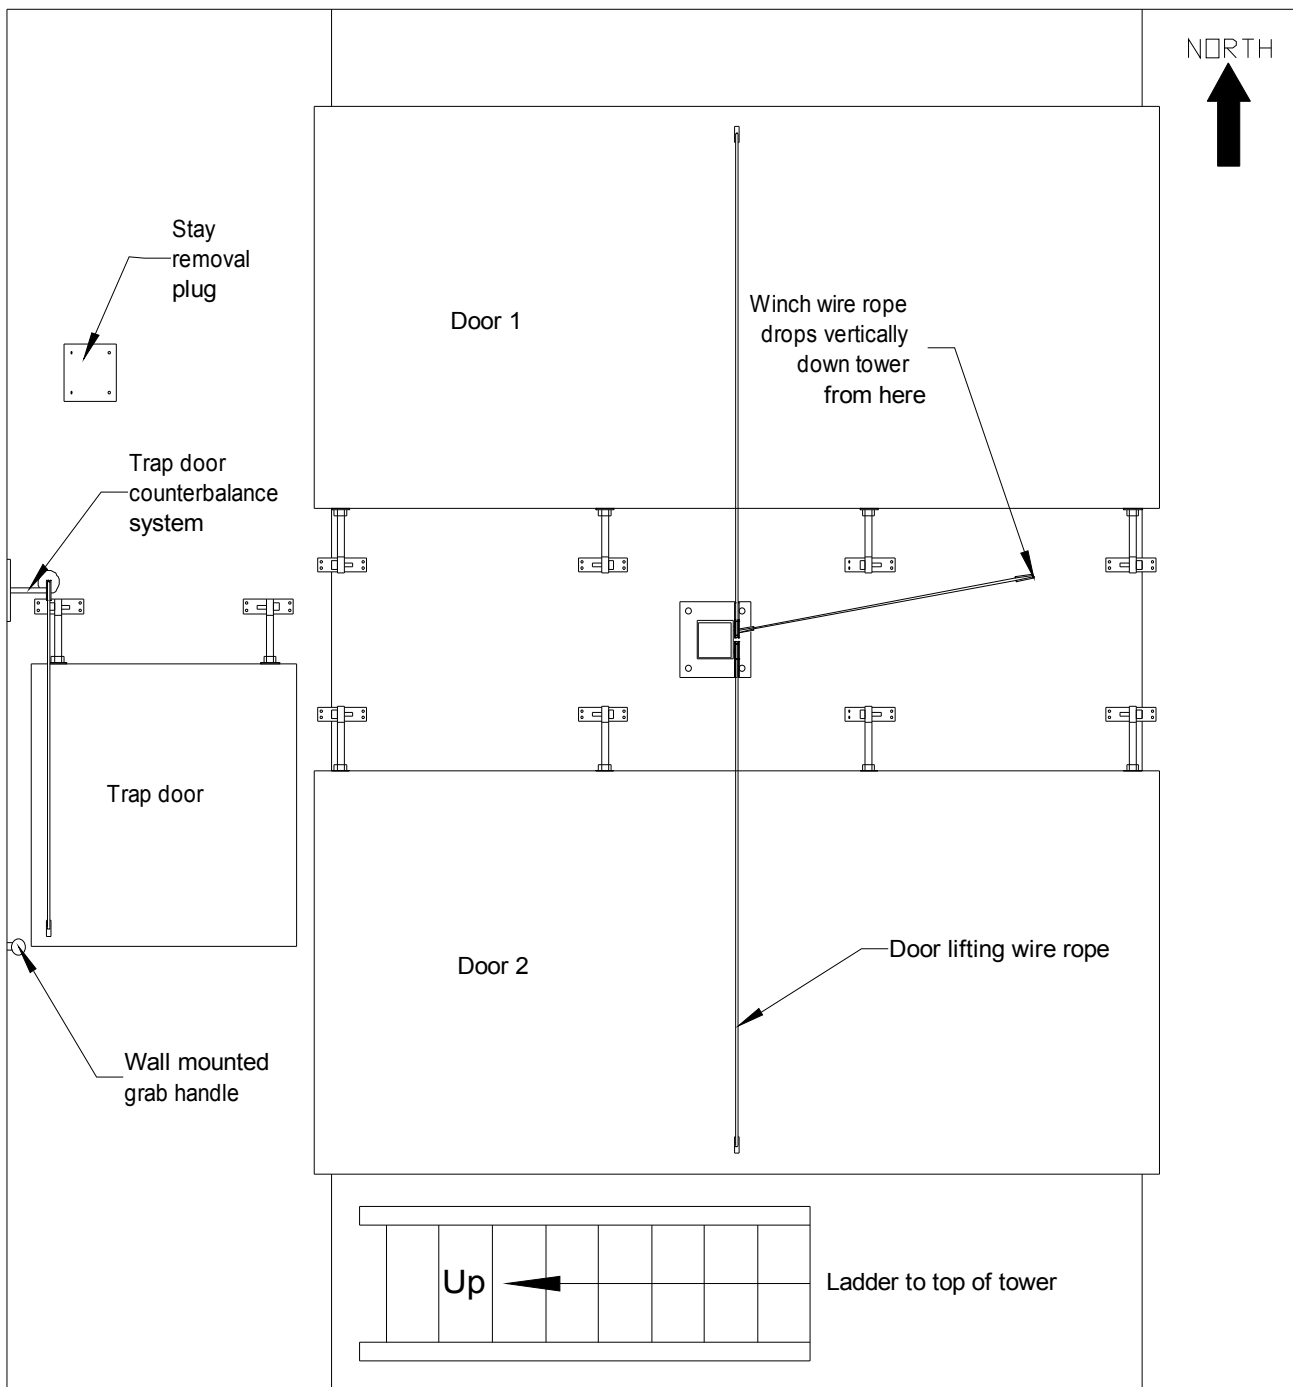 NORTH
Stay
removal
plug
Door 1
Winch wire rope
drops vertically
down tower
from here
Trap door
counterbalance
system
Trap door
Door 2
Door lifting wire rope
Wall mounted
grab handle
Up
Ladder to top of tower